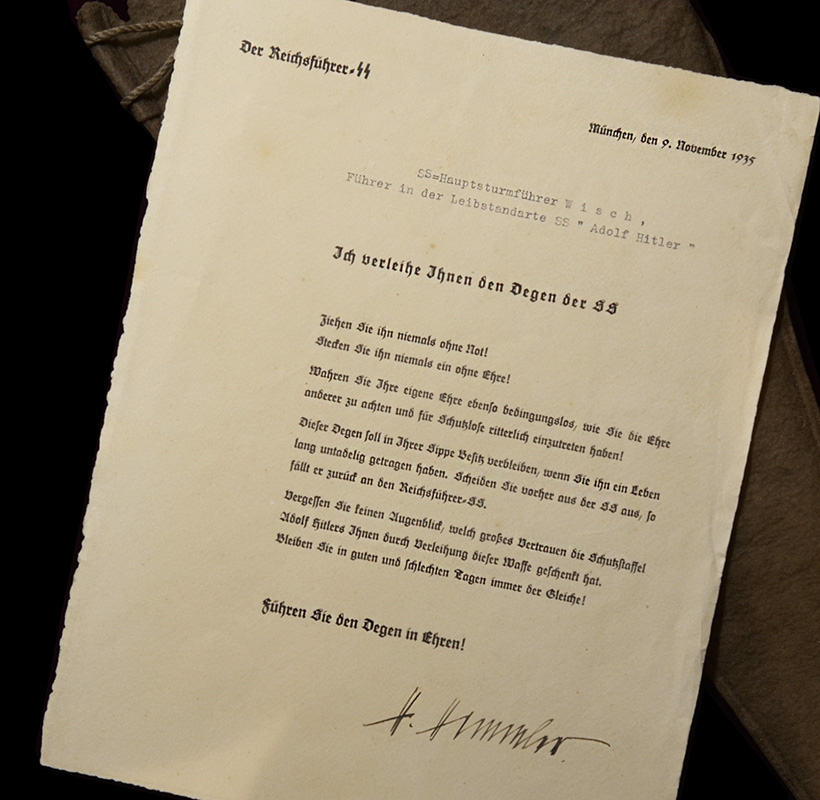 Der Reichsführer-SS
München, den 9. November 1935
SS=Hauptsturmführer W i s c h ,
Führer in der Leibstandarte SS " Adolf Hitler "
Ich verleihe Ihnen den Degen der SS
Ziehen Sie ihn niemals ohne Not!
Stecken Sie ihn niemals ein ohne Ehre!
Wahren Sie Ihre eigene Ehre ebenso bedingungslos, wie Sie die Ehre
anderer zu achten und für Schutzlose ritterlich einzutreten haben!
Dieser Degen soll in Ihrer Sippe Besitz verbleiben, wenn Sie ihn ein Leben
lang untadelig getragen haben. Scheiden Sie vorher aus der SS aus, so
fällt er zurück an den Reichsführer-SS.
Vergessen Sie keinen Augenblick, welch großes Vertrauen die Schutzstaffel
Adolf Hitlers Ihnen durch Verleihung dieser Waffe geschenkt hat.
Bleiben Sie in guten und schlechten Tagen immer der Gleiche!
Führen Sie den Degen in Ehren!
H. Himmler